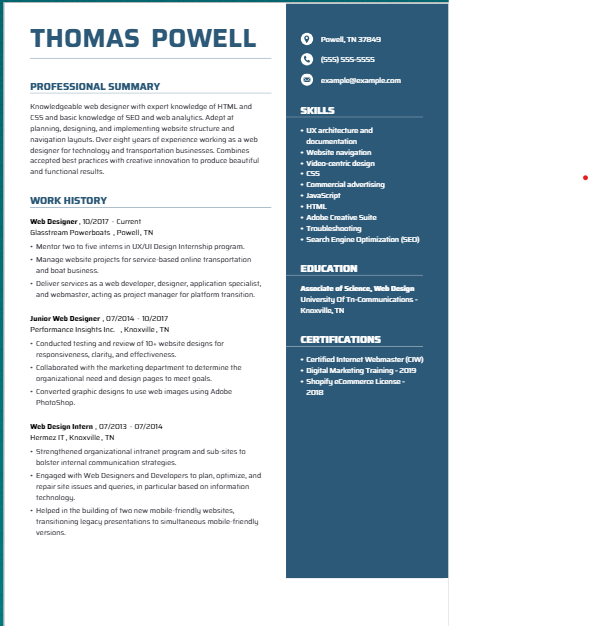 THOMAS POWELL
PROFESSIONAL SUMMARY
Knowledgeable web designer with expert knowledge of HTML and
CSS and basic knowledge of SEO and web analytics. Adept at
planning, designing, and implementing website structure and
navigation layouts. Over eight years of experience working as a web
designer for technology and transportation businesses. Combines
accepted best practices with creative innovation to produce beautiful
and functional results.
WORK HISTORY
Web Designer , 10/2017 - Current
Glasstream Powerboats , Powell, TN
• Mentor two to five interns in UX/UI Design Internship program.
• Manage website projects for service-based online transportation
and boat business.
• Deliver services as a web developer, designer, application specialist,
and webmaster, acting as project manager for platform transition.
Junior Web Designer , 07/2014 - 10/2017
Performance Insights Inc. , Knoxville , TN
• Conducted testing and review of 10+ website designs for
responsiveness, clarity, and effectiveness.
• Collaborated with the marketing department to determine the
organizational need and design pages to meet goals.
• Converted graphic designs to use web images using Adobe
PhotoShop.
Web Design Intern , 07/2013 - 07/2014
Hermez IT , Knoxville , TN
• Strengthened organizational intranet program and sub-sites to
bolster internal communication strategies.
• Engaged with Web Designers and Developers to plan, optimize, and
repair site issues and queries, in particular based on information
technology.
• Helped in the building of two new mobile-friendly websites,
transitioning legacy presentations to simultaneous mobile-friendly
versions.
Powell, TN 37849
(555) 555-5555
example@example.com
SKILLS
• UX architecture and
documentation
• Website navigation
• Video-centric design
• CSS
• Commercial advertising
• JavaScript
• HTML
• Adobe Creative Suite
• Troubleshooting
• Search Engine Optimization (SEO)
EDUCATION
Associate of Science, Web Design
University Of Tn-Communications -
Knoxville, TN
CERTIFICATIONS
• Certified Internet Webmaster (CIW)
• Digital Marketing Training - 2019
• Shopify eCommerce License -
2018